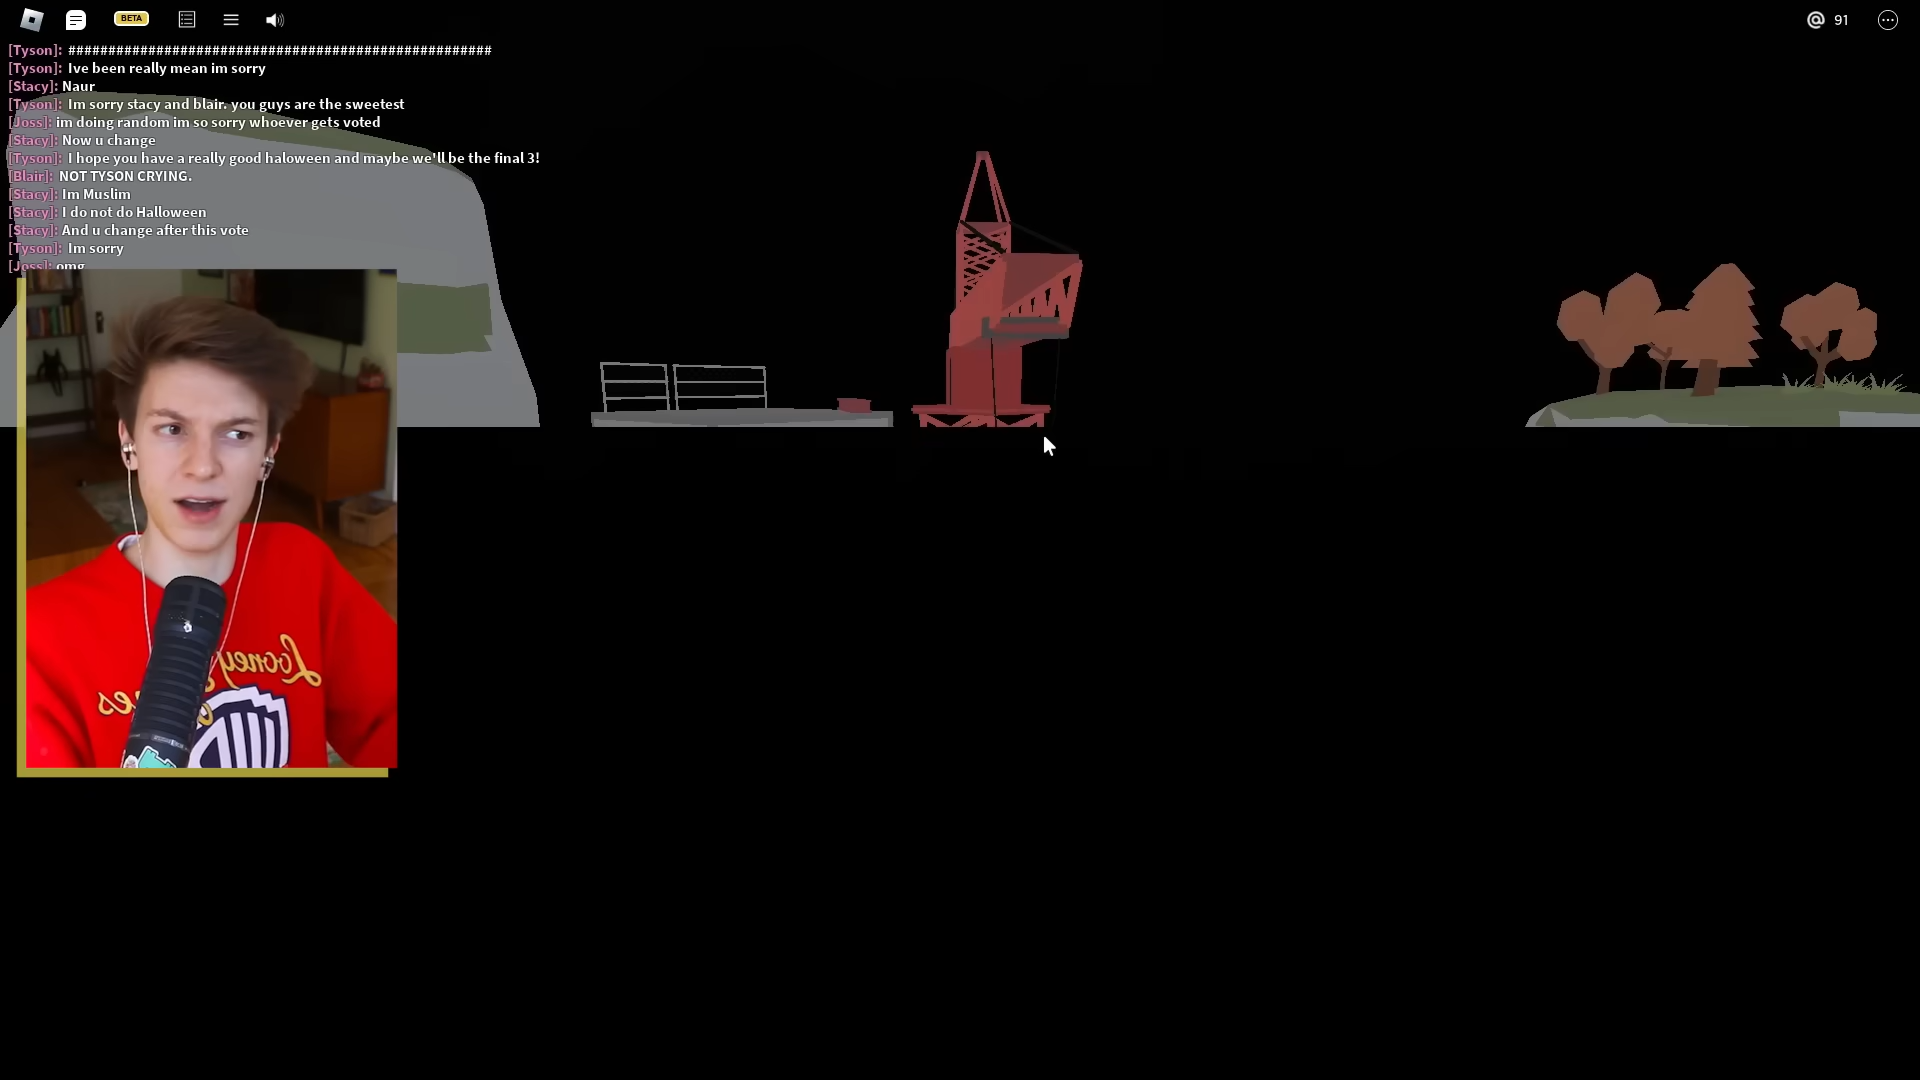 BETA
91
[Tyson]: #####################################################
[Tyson]: Ive been really mean im sorry
[Stacy]: Naur
[Tyson]: Im sorry stacy and blair. you guys are the sweetest
[Joss]: im doing random im so sorry whoever gets voted
[Stacy]: Now u change
[Tyson]: I hope you have a really good haloween and maybe we'll be the final 3!
[Blair]: NOT TYSON CRYING.
[Stacy]: Im Muslim
[Stacy]: I do not do Halloween
[Stacy]: And u change after this vote
[Tyson]: Im sorry
[Joss]: omg
Looney